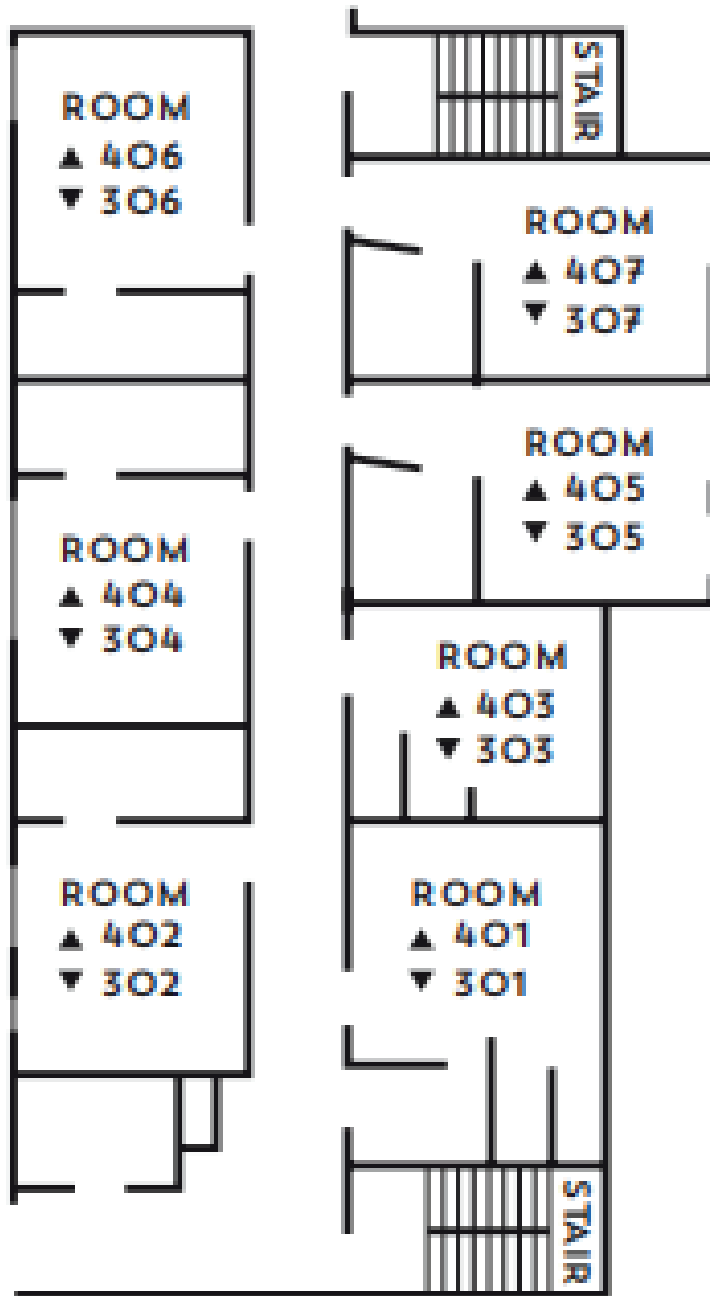 STAIR
ROOM
▲ 406
▼ 306
ROOM
▲ 407
▼ 307
ROOM
▲ 405
▼ 305
ROOM
▲ 404
▼ 304
ROOM
▲ 403
▼ 303
ROOM
▲ 402
▼ 302
ROOM
▲ 401
▼ 301
STAIR